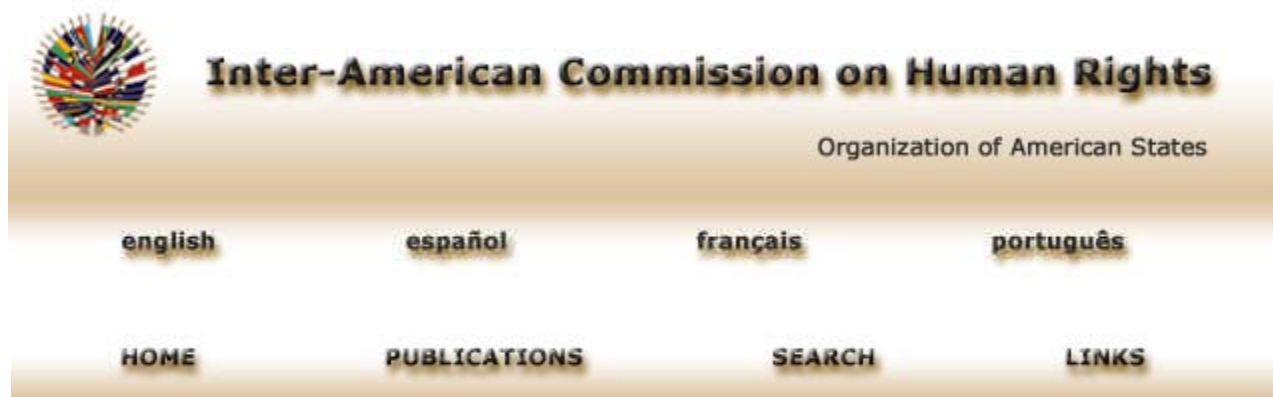 Inter-American Commission on Human Rights
Organization of American States
english español français português
HOME PUBLICATIONS SEARCH LINKS